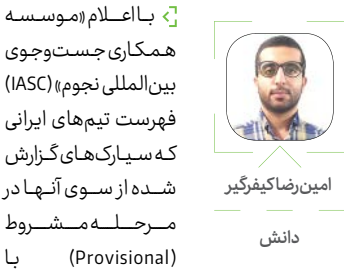 با اعلام «موسسه
همکاری جست‌وجوی
بین‌المللی نجوم» (IASC)
فهرست تیم‌های ایرانی
که سیارک‌های گزارش
شده از سوی آنها در
مرحله مشروط
(Provisional) با
امین‌رضا کیفرگیر
دانش